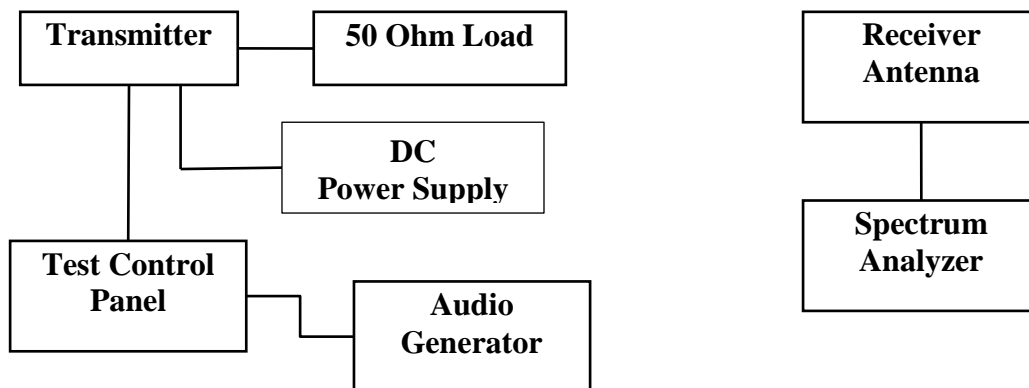 Transmitter
50 Ohm Load
Receiver
Antenna
DC
Power Supply
Test Control
Panel
Spectrum
Analyzer
Audio
Generator